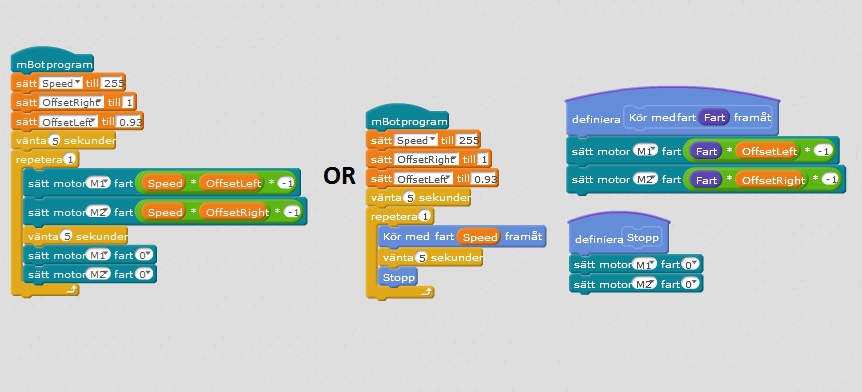 mBotprogram
sätt Speed till 255
sätt OffsetRight till 1
sätt OffsetLeft till 0.93
vänta 5 sekunder
repetera 1
sätt motor M1 fart Speed * OffsetLeft * -1
sätt motor M2 fart Speed * OffsetRight * -1
vänta 5 sekunder
sätt motor M1 fart 0
sätt motor M2 fart 0
OR
mBotprogram
sätt Speed till 255
sätt OffsetRight till 1
sätt OffsetLeft till 0.93
vänta 5 sekunder
repetera 1
Kör med fart Speed framåt
vänta 5 sekunder
Stopp
definiera Kör med fart Fart framåt
sätt motor M1 fart Fart * OffsetLeft * -1
sätt motor M2 fart Fart * OffsetRight * -1
definiera Stopp
sätt motor M1 fart 0
sätt motor M2 fart 0